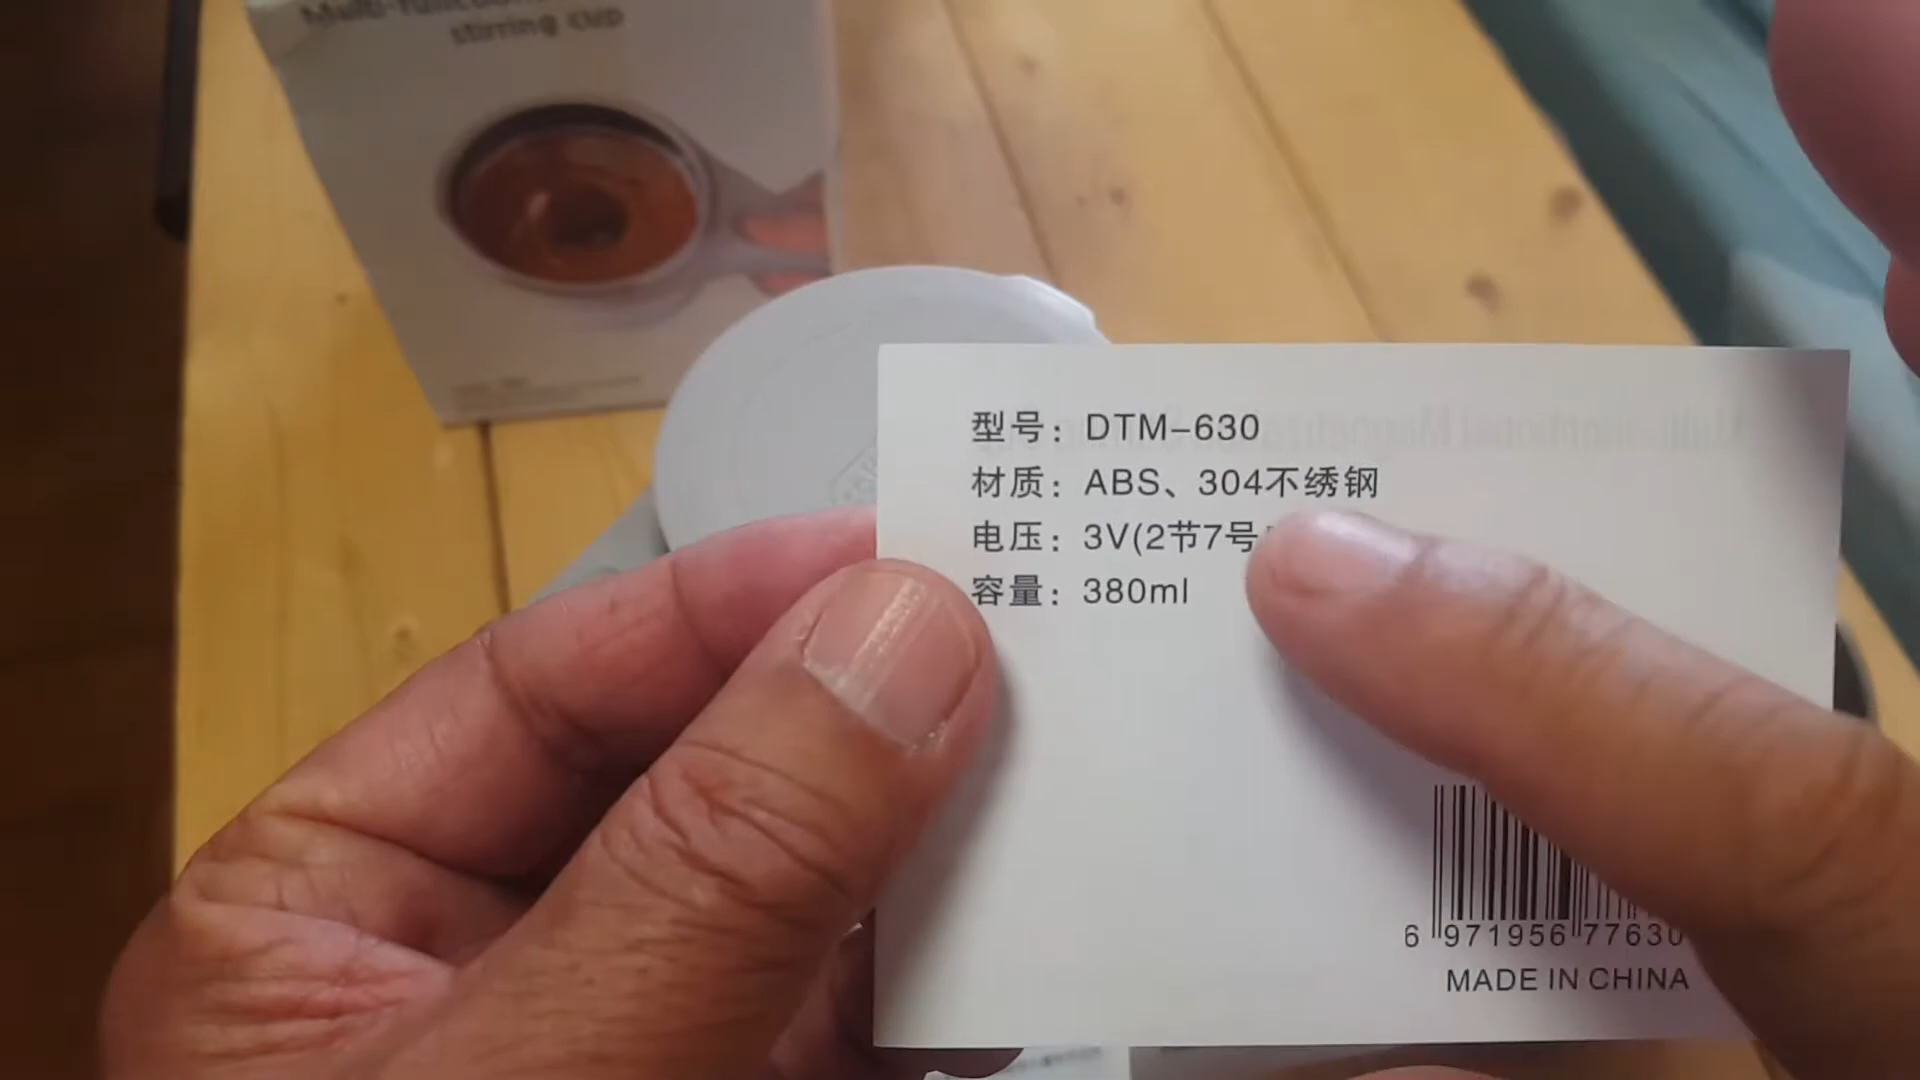 Multi-function
stirring cup
型号：DTM-630
材质：ABS、304不绣钢
电压：3V(2节7号
容量：380ml
6 971956 77630
MADE IN CHINA